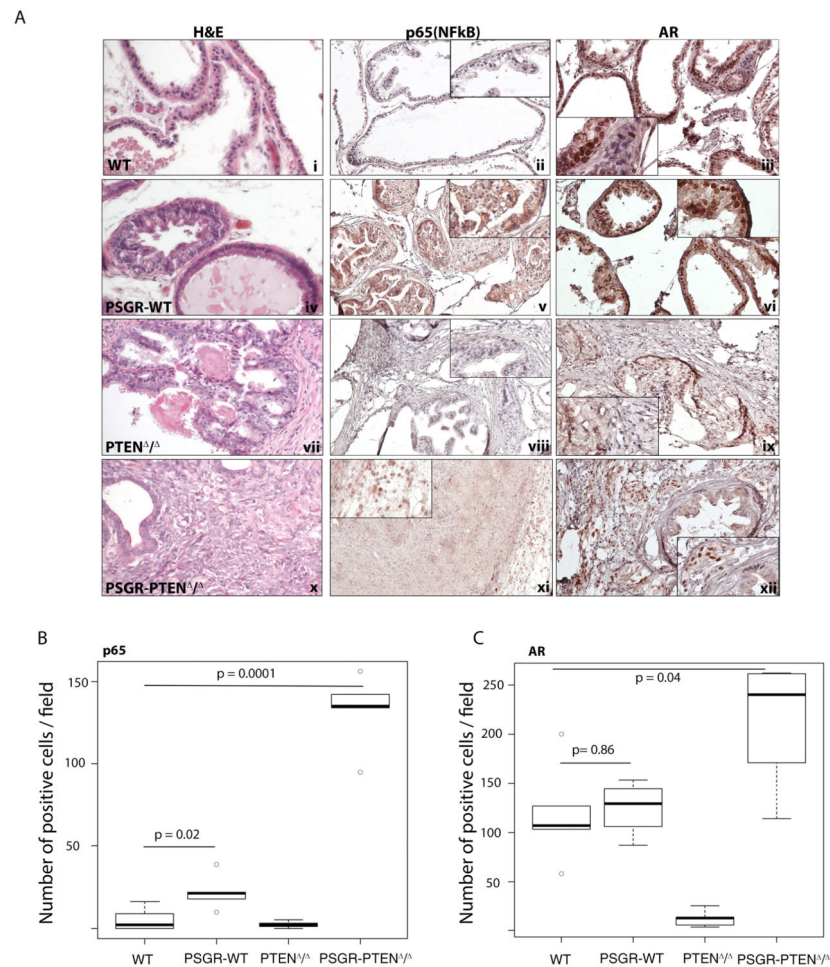 A
H&E p65(NFkB) AR
WT i ii iii
PSGR-WT iv v vi
PTENΔ/Δ vii viii ix
PSGR-PTENΔ/Δ x xi xii
B
p65
Number of positive cells / field
150
100
50
p = 0.0001
p = 0.02
WT PSGR-WT PTENΔ/Δ PSGR-PTENΔ/Δ
C
AR
Number of positive cells / field
250
200
150
100
50
p = 0.04
p= 0.86
WT PSGR-WT PTENΔ/Δ PSGR-PTENΔ/Δ